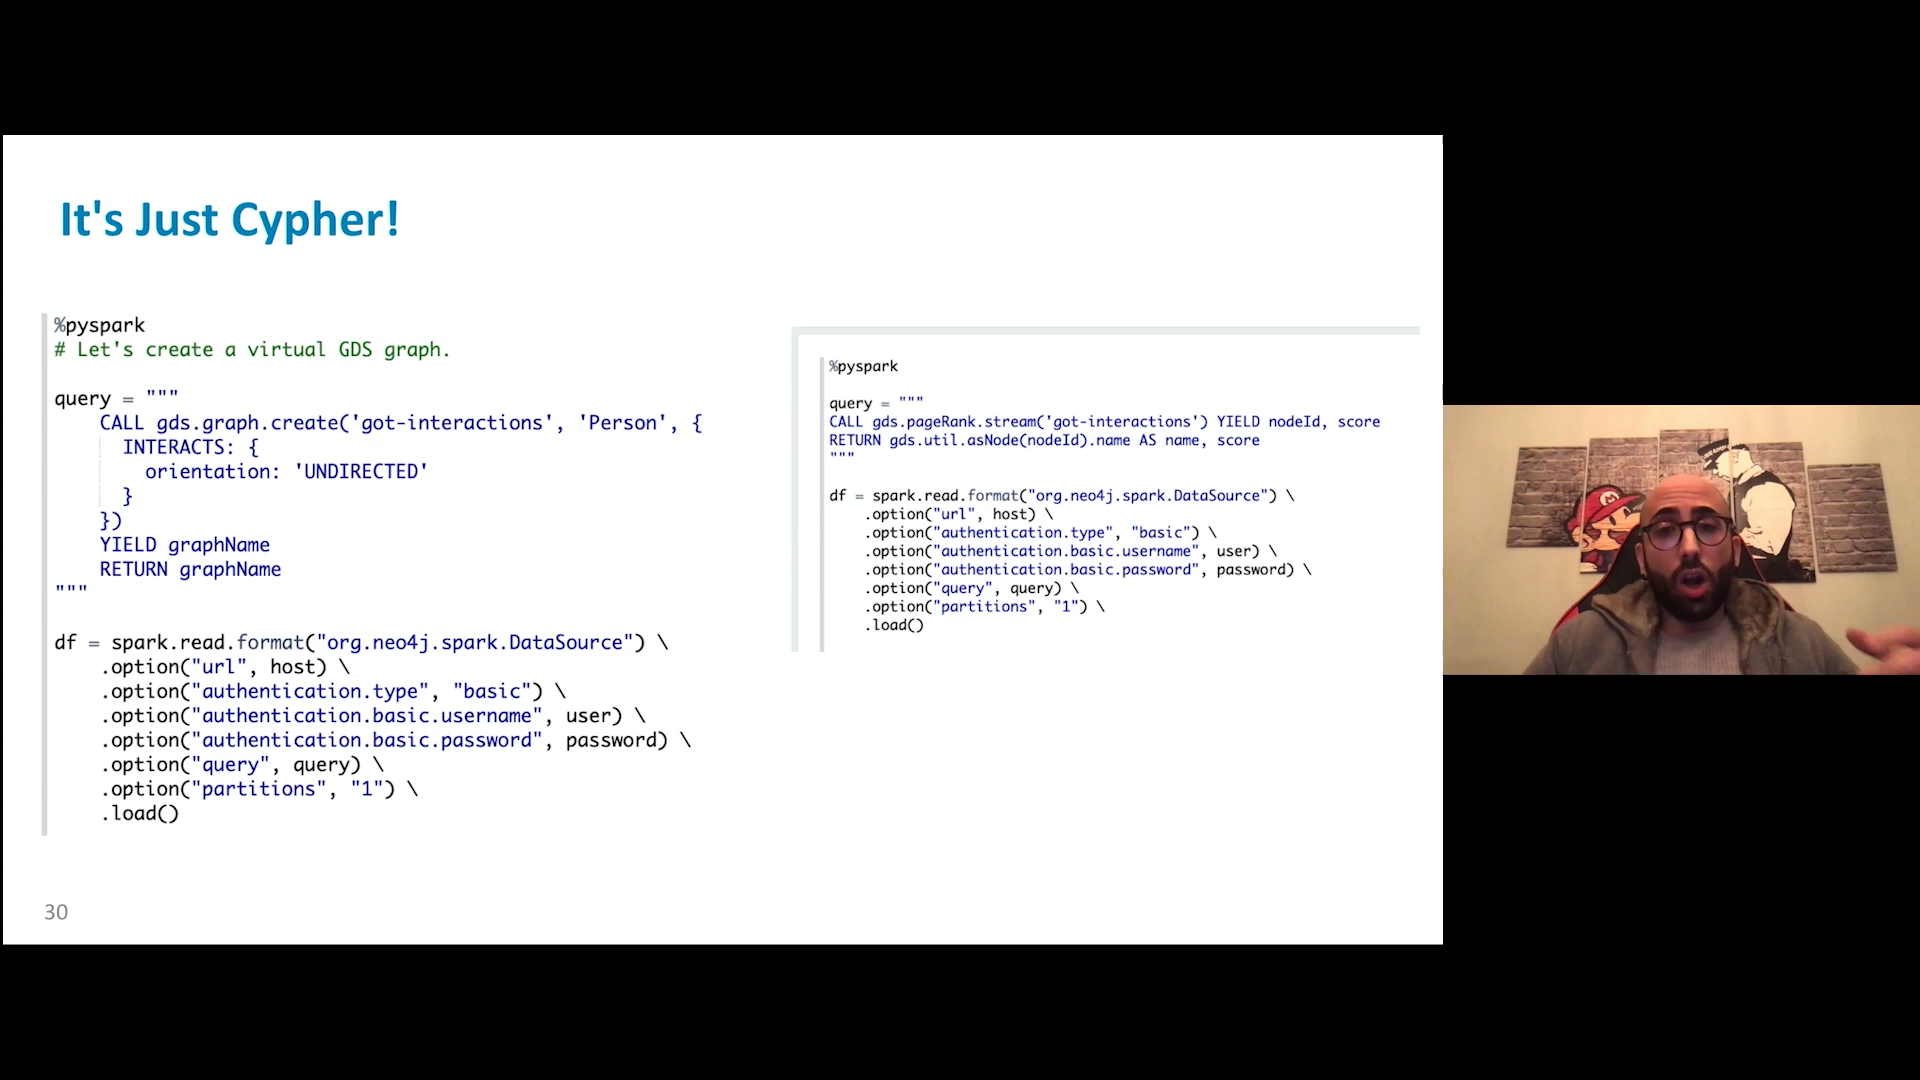 It's Just Cypher!
%pyspark
# Let's create a virtual GDS graph.
query = """
CALL gds.graph.create('got-interactions', 'Person', {
INTERACTS: {
orientation: 'UNDIRECTED'
}
})
YIELD graphName
RETURN graphName
"""
df = spark.read.format("org.neo4j.spark.DataSource") \
.option("url", host) \
.option("authentication.type", "basic") \
.option("authentication.basic.username", user) \
.option("authentication.basic.password", password) \
.option("query", query) \
.option("partitions", "1") \
.load()
%pyspark
query = """
CALL gds.pageRank.stream('got-interactions') YIELD nodeId, score
RETURN gds.util.asNode(nodeId).name AS name, score
"""
df = spark.read.format("org.neo4j.spark.DataSource") \
.option("url", host) \
.option("authentication.type", "basic") \
.option("authentication.basic.username", user) \
.option("authentication.basic.password", password) \
.option("query", query) \
.option("partitions", "1") \
.load()
30